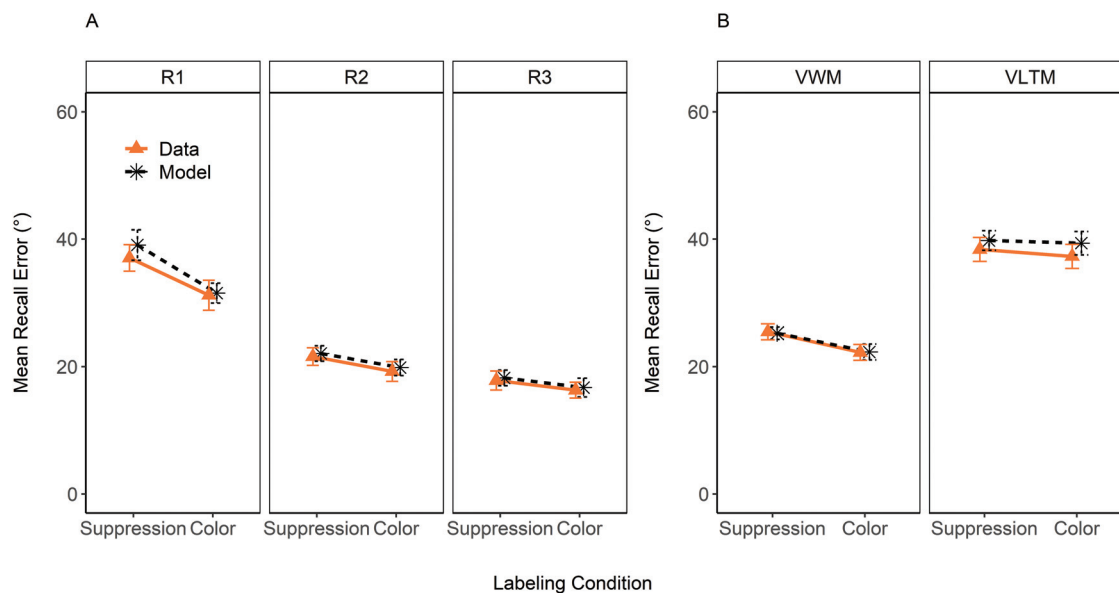 A
B
R1
R2
R3
VWM
VLTM
Mean Recall Error (°)
60
40
20
0
Data
Model
Mean Recall Error (°)
60
40
20
0
Suppression Color
Suppression Color
Suppression Color
Suppression Color
Suppression Color
Labeling Condition